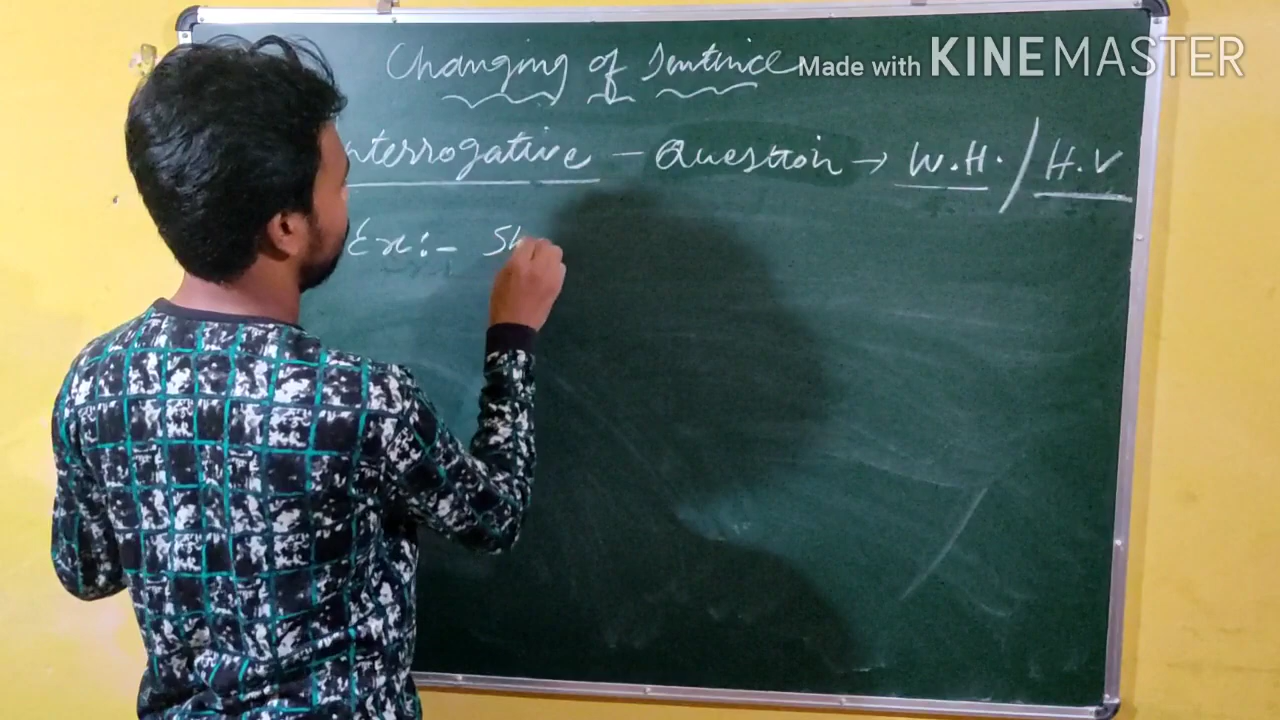 Changing of Sentence
Made with KINEMASTER
nterrogative – Question → W.H. / H.V
Ex:- Sh